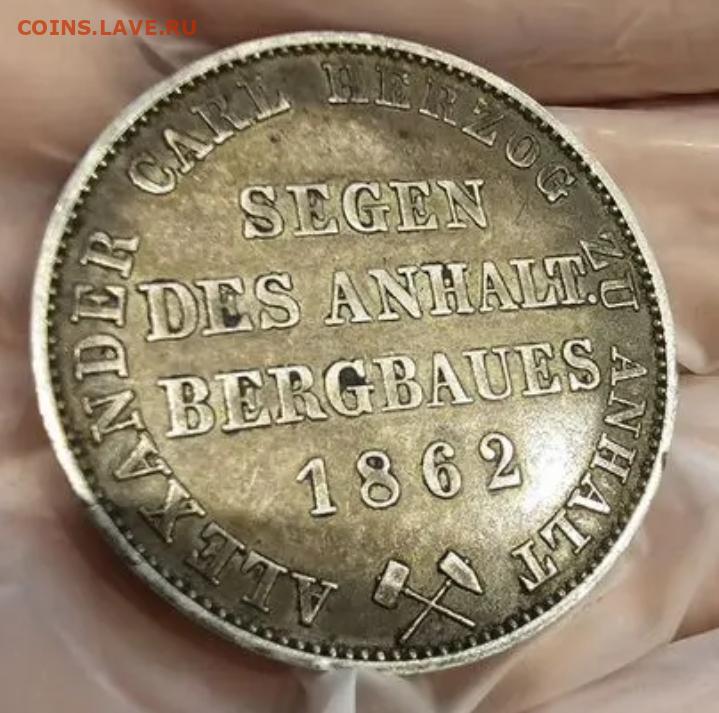 COINS.LAVE.RU
ALEXANDER CARL HERZOG ZU ANHALT
SEGEN
DES ANHALT.
BERGBAUES
1862